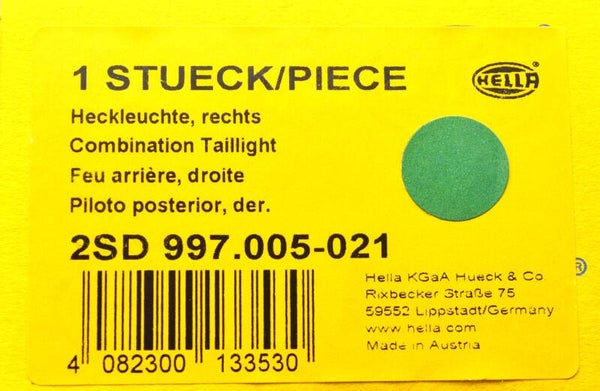 1 STUECK/PIECE
HELLA®
Heckleuchte, rechts
Combination Taillight
Feu arrière, droite
Piloto posterior, der.
2SD 997.005-021
Hella KGaA Hueck & Co
Rixbecker Straße 75
59552 Lippstadt/Germany
www.hella.com
Made in Austria
4 082300 133530
®